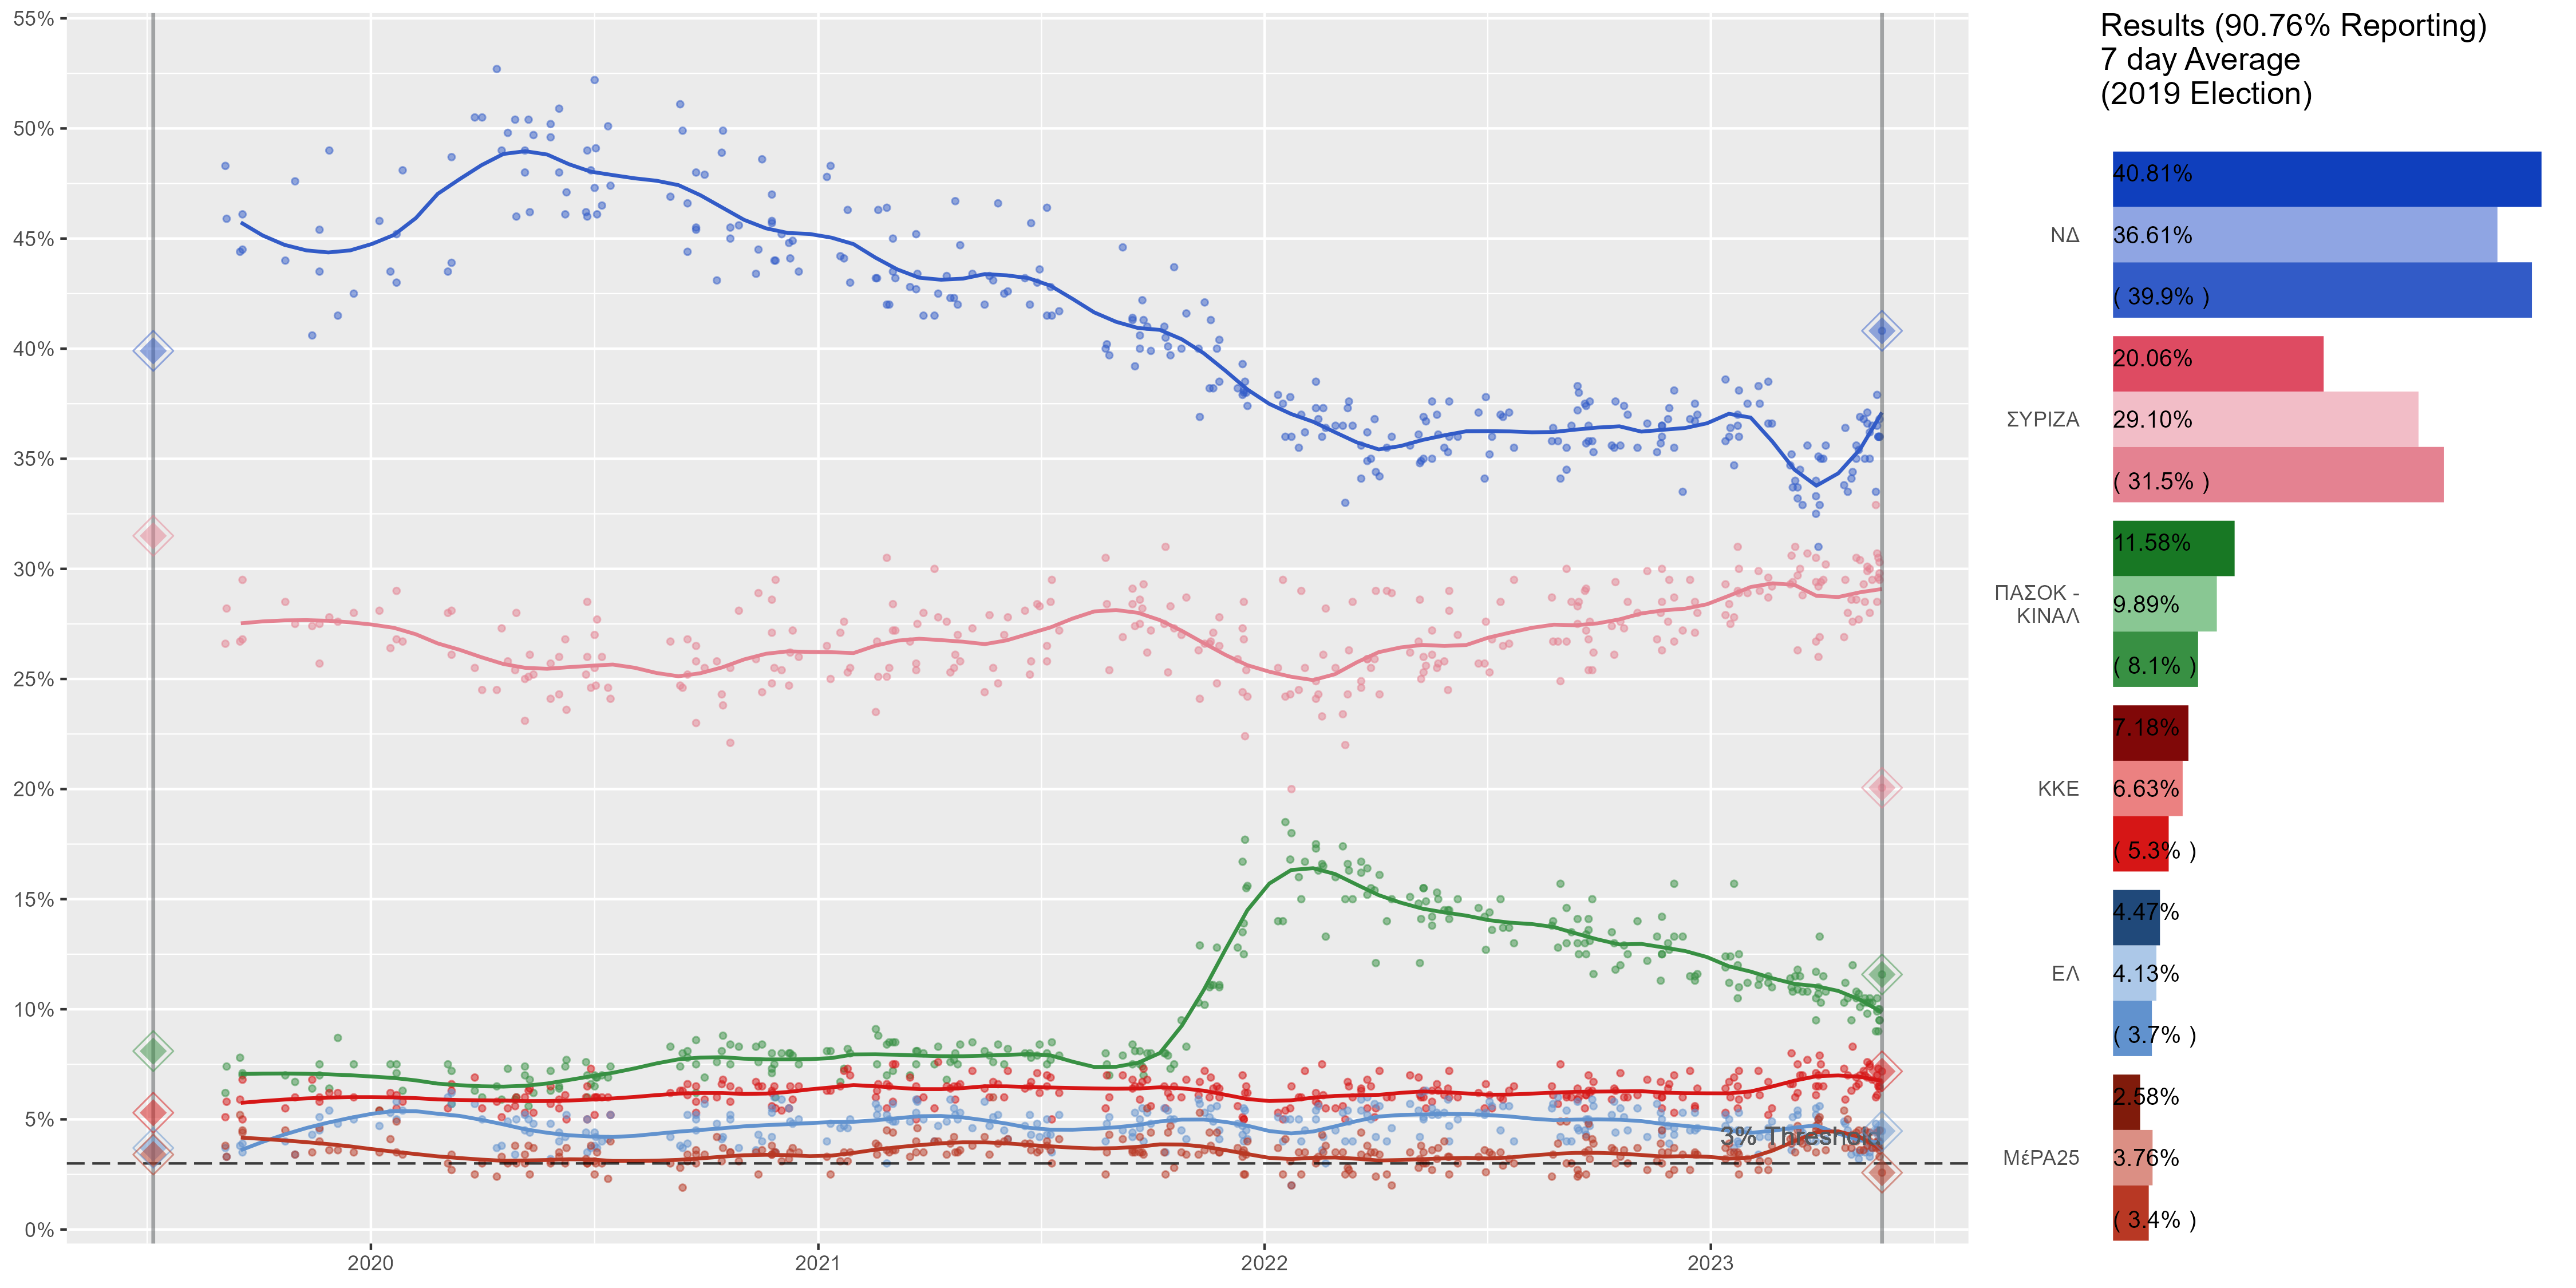 55%
50%
45%
40%
35%
30%
25%
20%
15%
10%
5%
0%
2020
2021
2022
2023
3% Threshold
Results (90.76% Reporting)
7 day Average
(2019 Election)
ΝΔ
40.81%
36.61%
( 39.9% )
ΣΥΡΙΖΑ
20.06%
29.10%
( 31.5% )
ΠΑΣΟΚ -
ΚΙΝΑΛ
11.58%
9.89%
( 8.1% )
ΚΚΕ
7.18%
6.63%
( 5.3% )
ΕΛ
4.47%
4.13%
( 3.7% )
ΜέΡΑ25
2.58%
3.76%
( 3.4% )